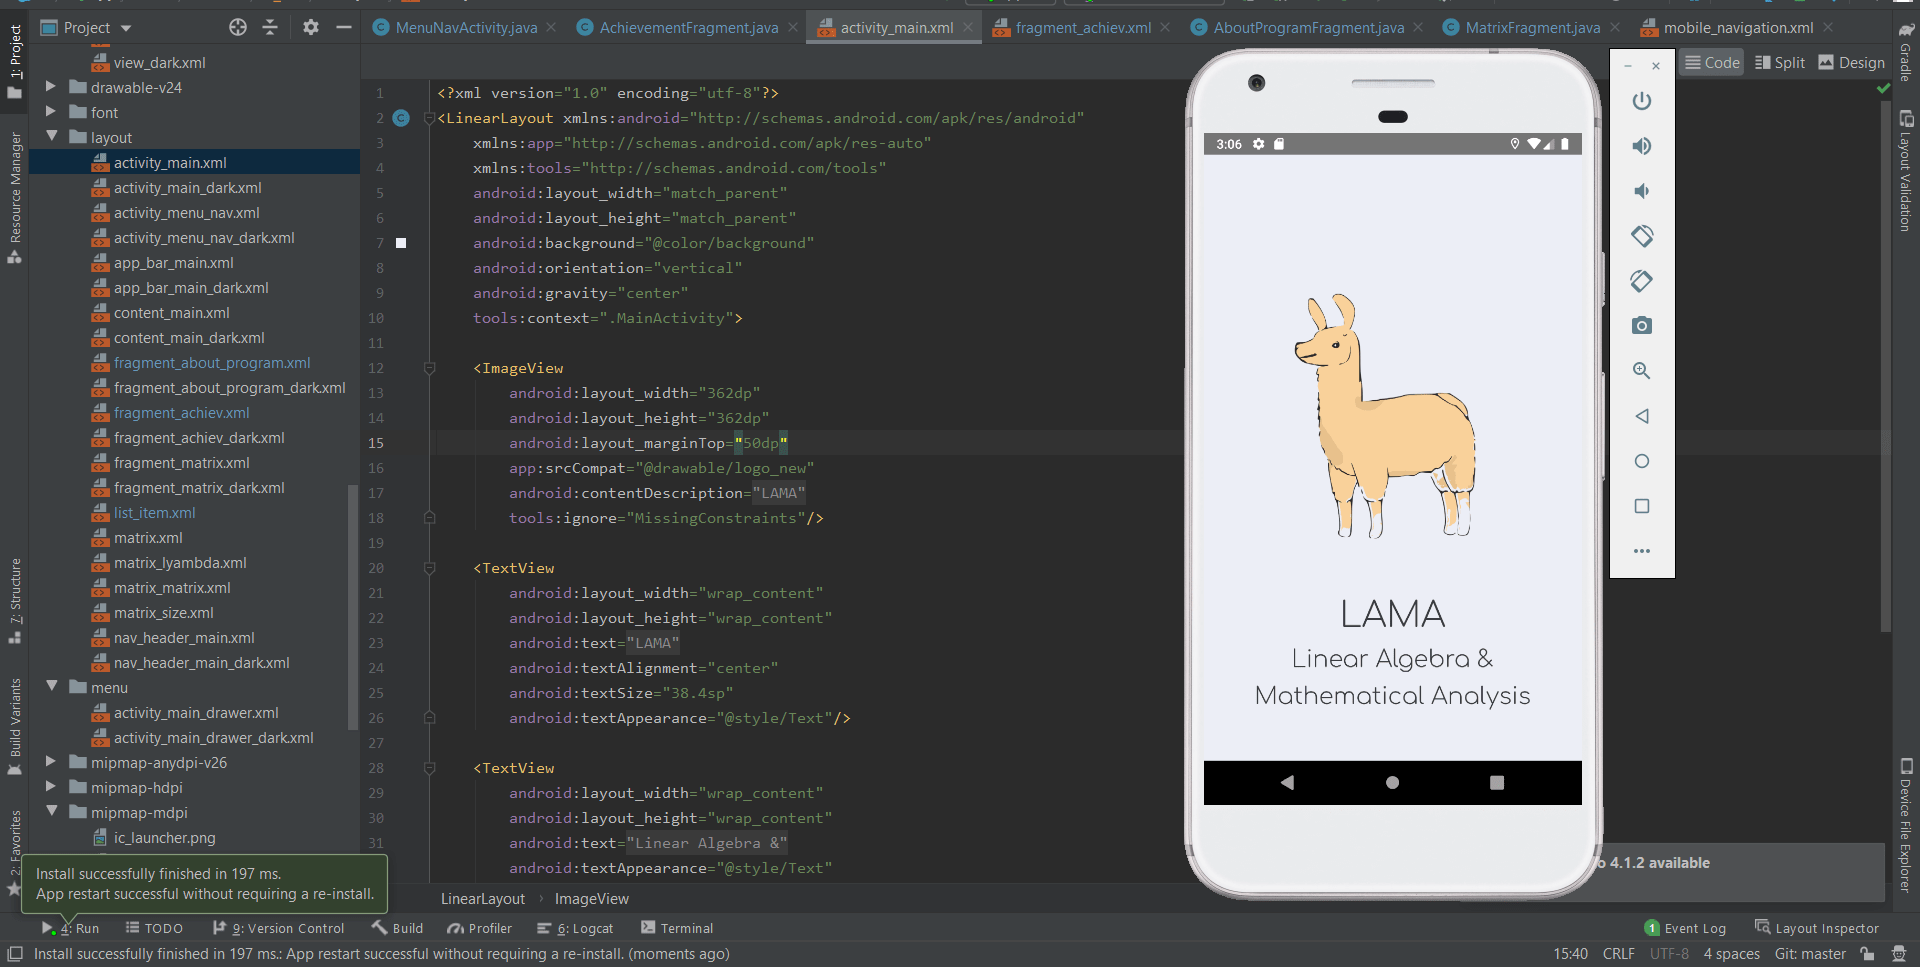 Project
MenuNavActivity.java
AchievementFragment.java
activity_main.xml
fragment_achiev.xml
AboutProgramFragment.java
MatrixFragment.java
mobile_navigation.xml
Code
Split
Design
1: Project
Resource Manager
7: Structure
Build Variants
2: Favorites
view_dark.xml
drawable-v24
font
layout
activity_main.xml
activity_main_dark.xml
activity_menu_nav.xml
activity_menu_nav_dark.xml
app_bar_main.xml
app_bar_main_dark.xml
content_main.xml
content_main_dark.xml
fragment_about_program.xml
fragment_about_program_dark.xml
fragment_achiev.xml
fragment_achiev_dark.xml
fragment_matrix.xml
fragment_matrix_dark.xml
list_item.xml
matrix.xml
matrix_lyambda.xml
matrix_matrix.xml
matrix_size.xml
nav_header_main.xml
nav_header_main_dark.xml
menu
activity_main_drawer.xml
activity_main_drawer_dark.xml
mipmap-anydpi-v26
mipmap-hdpi
mipmap-mdpi
ic_launcher.png
1 <?xml version="1.0" encoding="utf-8"?>
2 C <LinearLayout xmlns:android="http://schemas.android.com/apk/res/android"
3 xmlns:app="http://schemas.android.com/apk/res-auto"
4 xmlns:tools="http://schemas.android.com/tools"
5 android:layout_width="match_parent"
6 android:layout_height="match_parent"
7 android:background="@color/background"
8 android:orientation="vertical"
9 android:gravity="center"
10 tools:context=".MainActivity">
11
12 <ImageView
13 android:layout_width="362dp"
14 android:layout_height="362dp"
15 android:layout_marginTop="50dp"
16 app:srcCompat="@drawable/logo_new"
17 android:contentDescription="LAMA"
18 tools:ignore="MissingConstraints"/>
19
20 <TextView
21 android:layout_width="wrap_content"
22 android:layout_height="wrap_content"
23 android:text="LAMA"
24 android:textAlignment="center"
25 android:textSize="38.4sp"
26 android:textAppearance="@style/Text"/>
27
28 <TextView
29 android:layout_width="wrap_content"
30 android:layout_height="wrap_content"
31 android:text="Linear Algebra &"
android:textAppearance="@style/Text"
LinearLayout › ImageView
3:06
LAMA
Linear Algebra &
Mathematical Analysis
4.1.2 available
Gradle
Layout Validation
Device File Explorer
Install successfully finished in 197 ms.
App restart successful without requiring a re-install.
4: Run
TODO
9: Version Control
Build
Profiler
6: Logcat
Terminal
1 Event Log
Layout Inspector
Install successfully finished in 197 ms.: App restart successful without requiring a re-install. (moments ago)
15:40 CRLF UTF-8 4 spaces Git: master